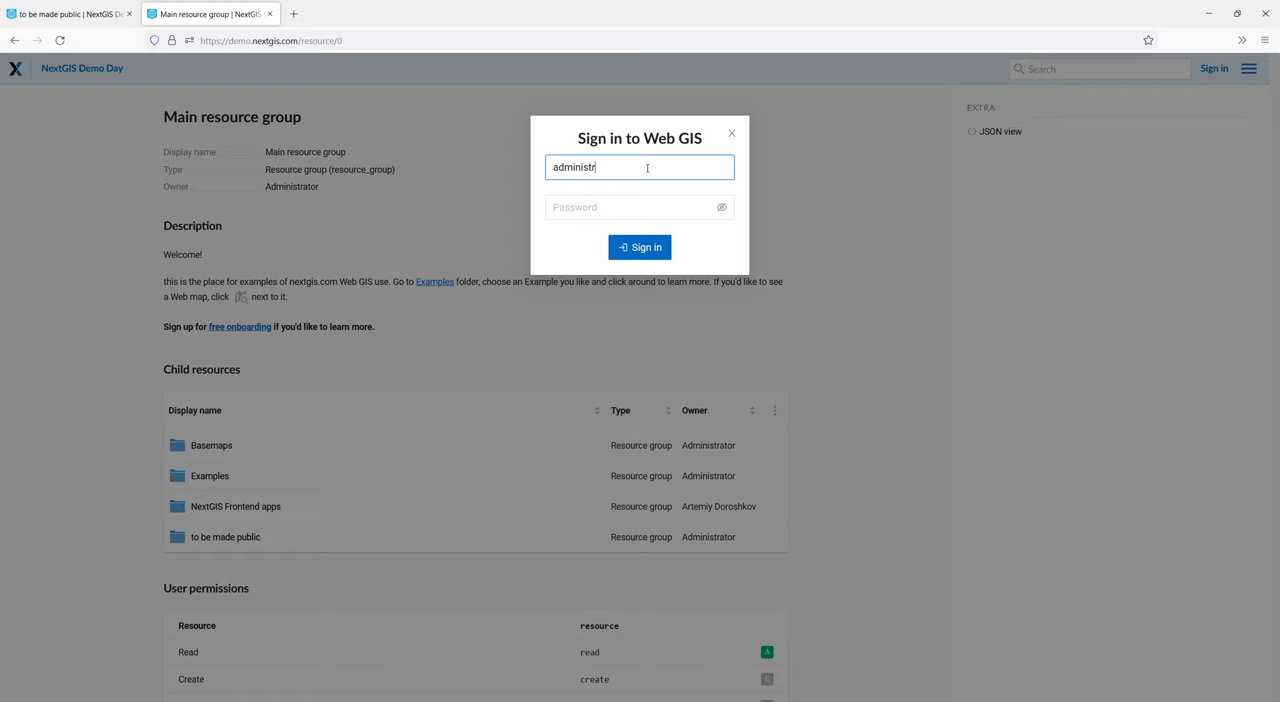 to be made public | NextGIS De
Main resource group | NextGIS
https://demo.nextgis.com/resource/0
NextGIS Demo Day
Search
Sign in
Main resource group
EXTRA
JSON view
Display name Main resource group
Type Resource group (resource_group)
Owner Administrator
Sign in to Web GIS
administr
Password
Sign in
Description
Welcome!
this is the place for examples of nextgis.com Web GIS use. Go to Examples folder, choose an Example you like and click around to learn more. If you'd like to see
a Web map, click next to it.
Sign up for free onboarding if you'd like to learn more.
Child resources
Display name Type Owner
Basemaps Resource group Administrator
Examples Resource group Administrator
NextGIS Frontend apps Resource group Artemiy Doroshkov
to be made public Resource group Administrator
User permissions
Resource resource
Read read A
Create create E